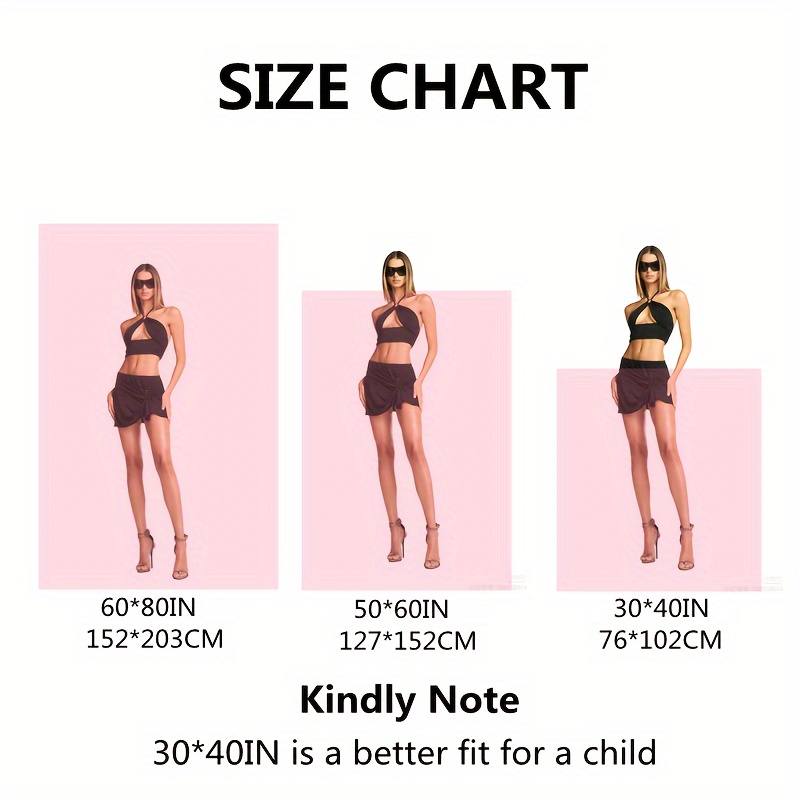 SIZE CHART
60*80IN
152*203CM
50*60IN
127*152CM
30*40IN
76*102CM
Kindly Note
30*40IN is a better fit for a child